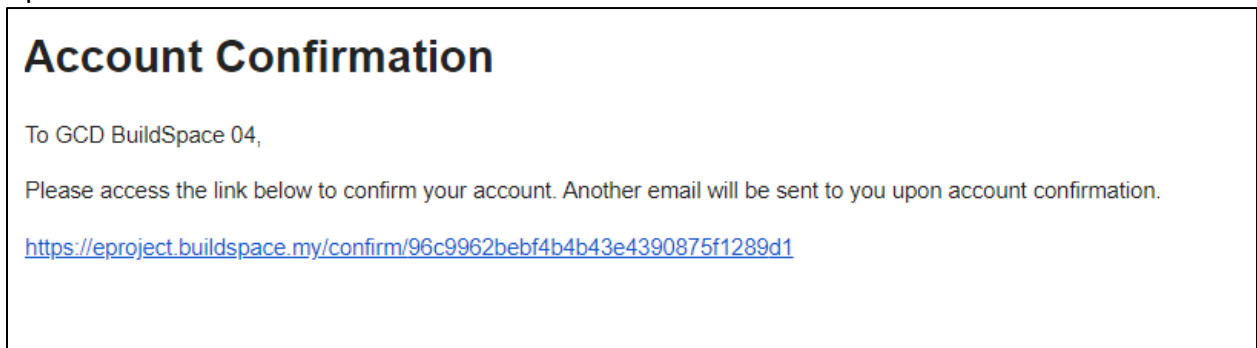 Account Confirmation
To GCD BuildSpace 04,
Please access the link below to confirm your account. Another email will be sent to you upon account confirmation.
https://eproject.buildspace.my/confirm/96c9962bebf4b4b43e4390875f1289d1